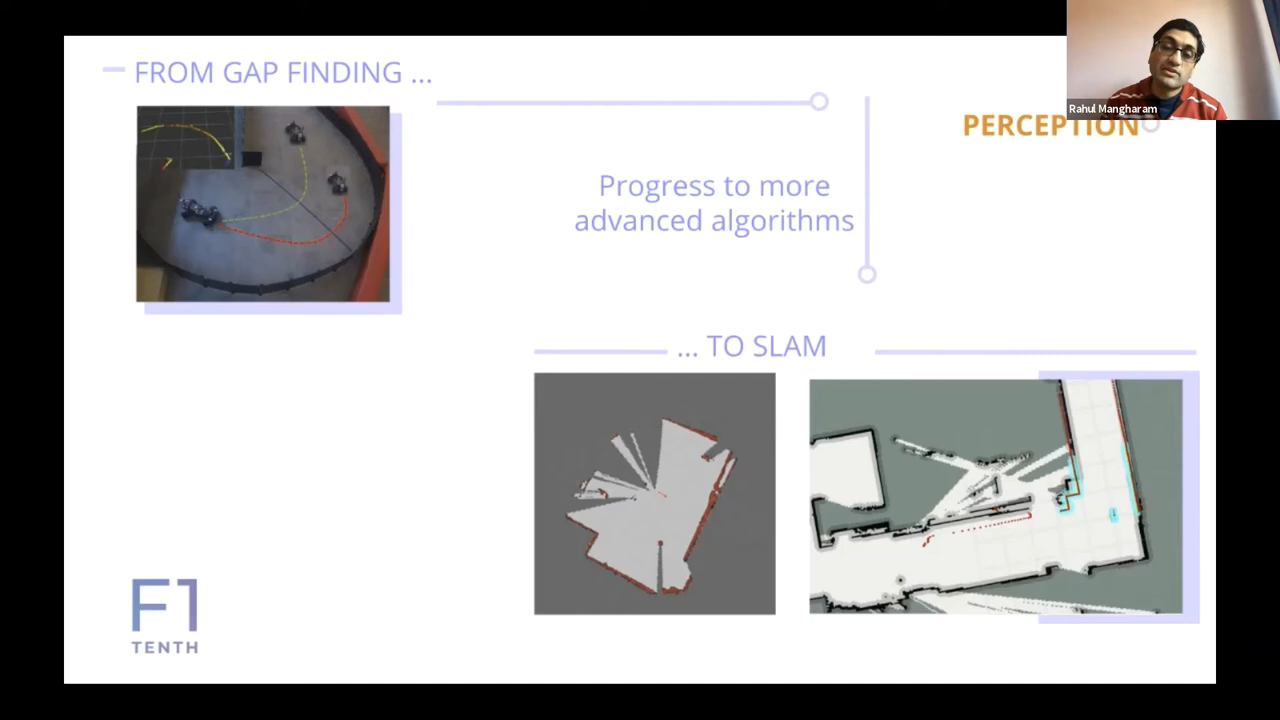 FROM GAP FINDING ...
Rahul Mangharam
PERCEPTION
Progress to more
advanced algorithms
... TO SLAM
F1
TENTH